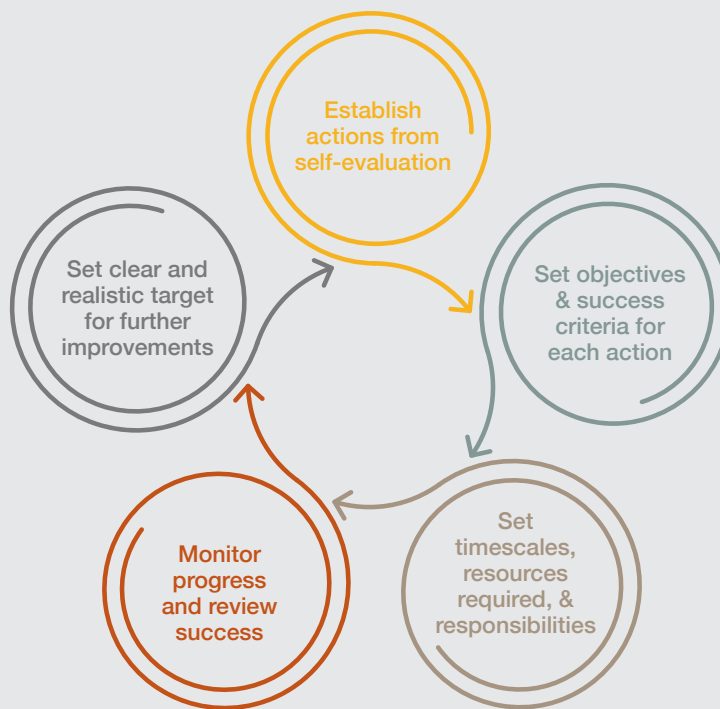 Establish
actions from
self-evaluation
Set objectives
& success
criteria for
each action
Set
timescales,
resources
required, &
responsibilities
Monitor
progress
and review
success
Set clear and
realistic target
for further
improvements